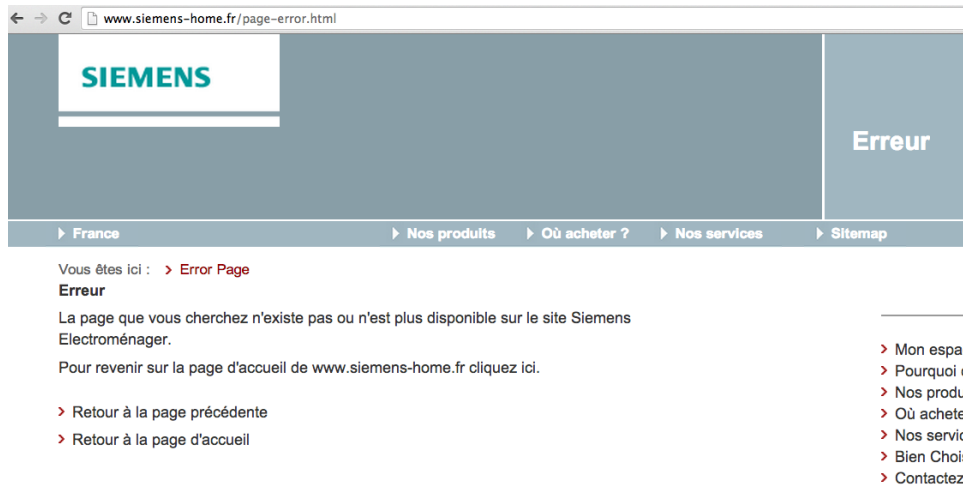 www.siemens-home.fr/page-error.html
SIEMENS
Erreur
France Nos produits Où acheter ? Nos services Sitemap
Vous êtes ici : Error Page
Erreur
La page que vous cherchez n'existe pas ou n'est plus disponible sur le site Siemens
Electroménager.
Pour revenir sur la page d'accueil de www.siemens-home.fr cliquez ici.
Retour à la page précédente
Retour à la page d'accueil
Mon espa
Pourquoi
Nos produ
Où achete
Nos servic
Bien Chois
Contactez